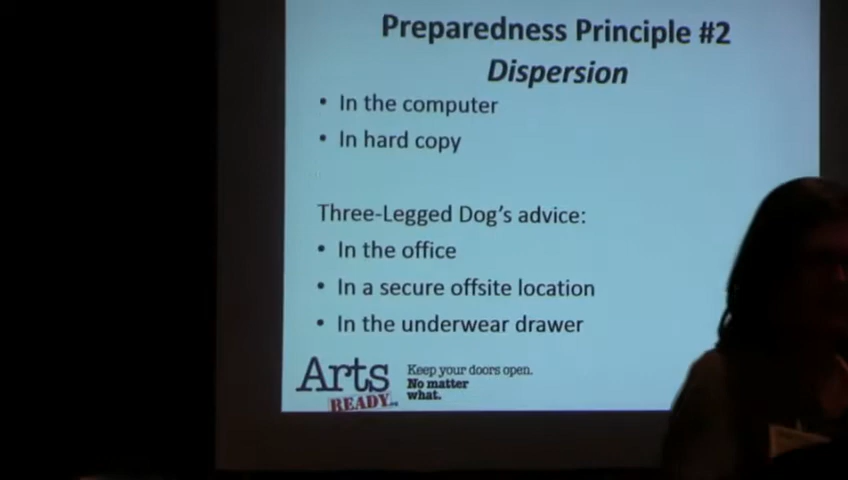 Preparedness Principle #2
Dispersion
• In the computer
• In hard copy
Three-Legged Dog's advice:
• In the office
• In a secure offsite location
• In the underwear drawer
Arts
READY
Keep your doors open.
No matter
what.